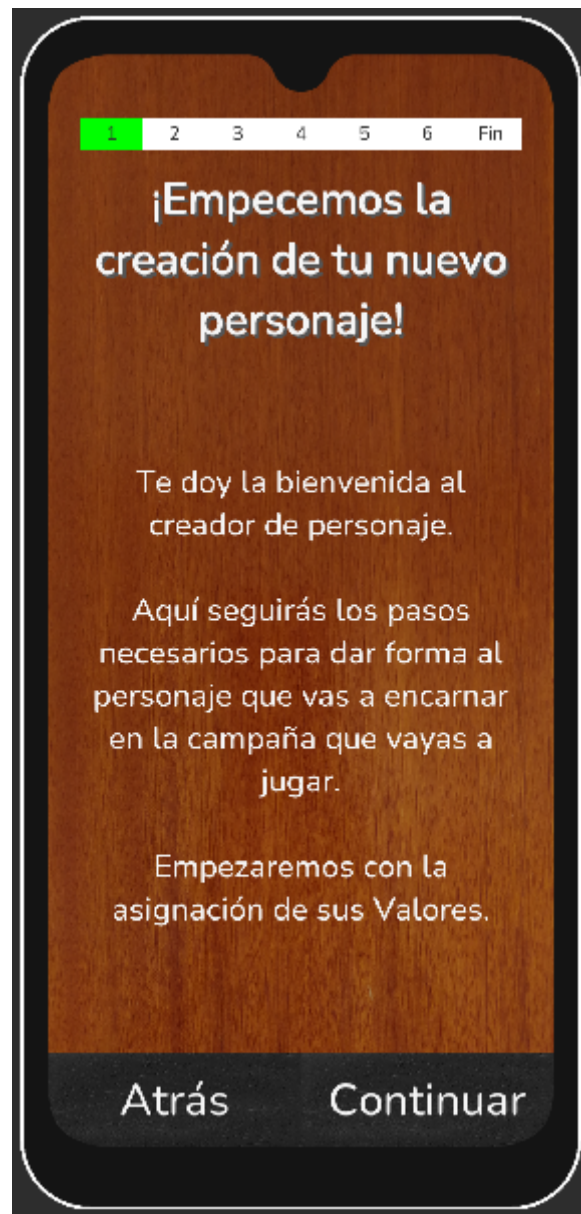 1 2 3 4 5 6 Fin
¡Empecemos la
creación de tu nuevo
personaje!
Te doy la bienvenida al
creador de personaje.
Aquí seguirás los pasos
necesarios para dar forma al
personaje que vas a encarnar
en la campaña que vayas a
jugar.
Empezaremos con la
asignación de sus Valores.
Atrás Continuar